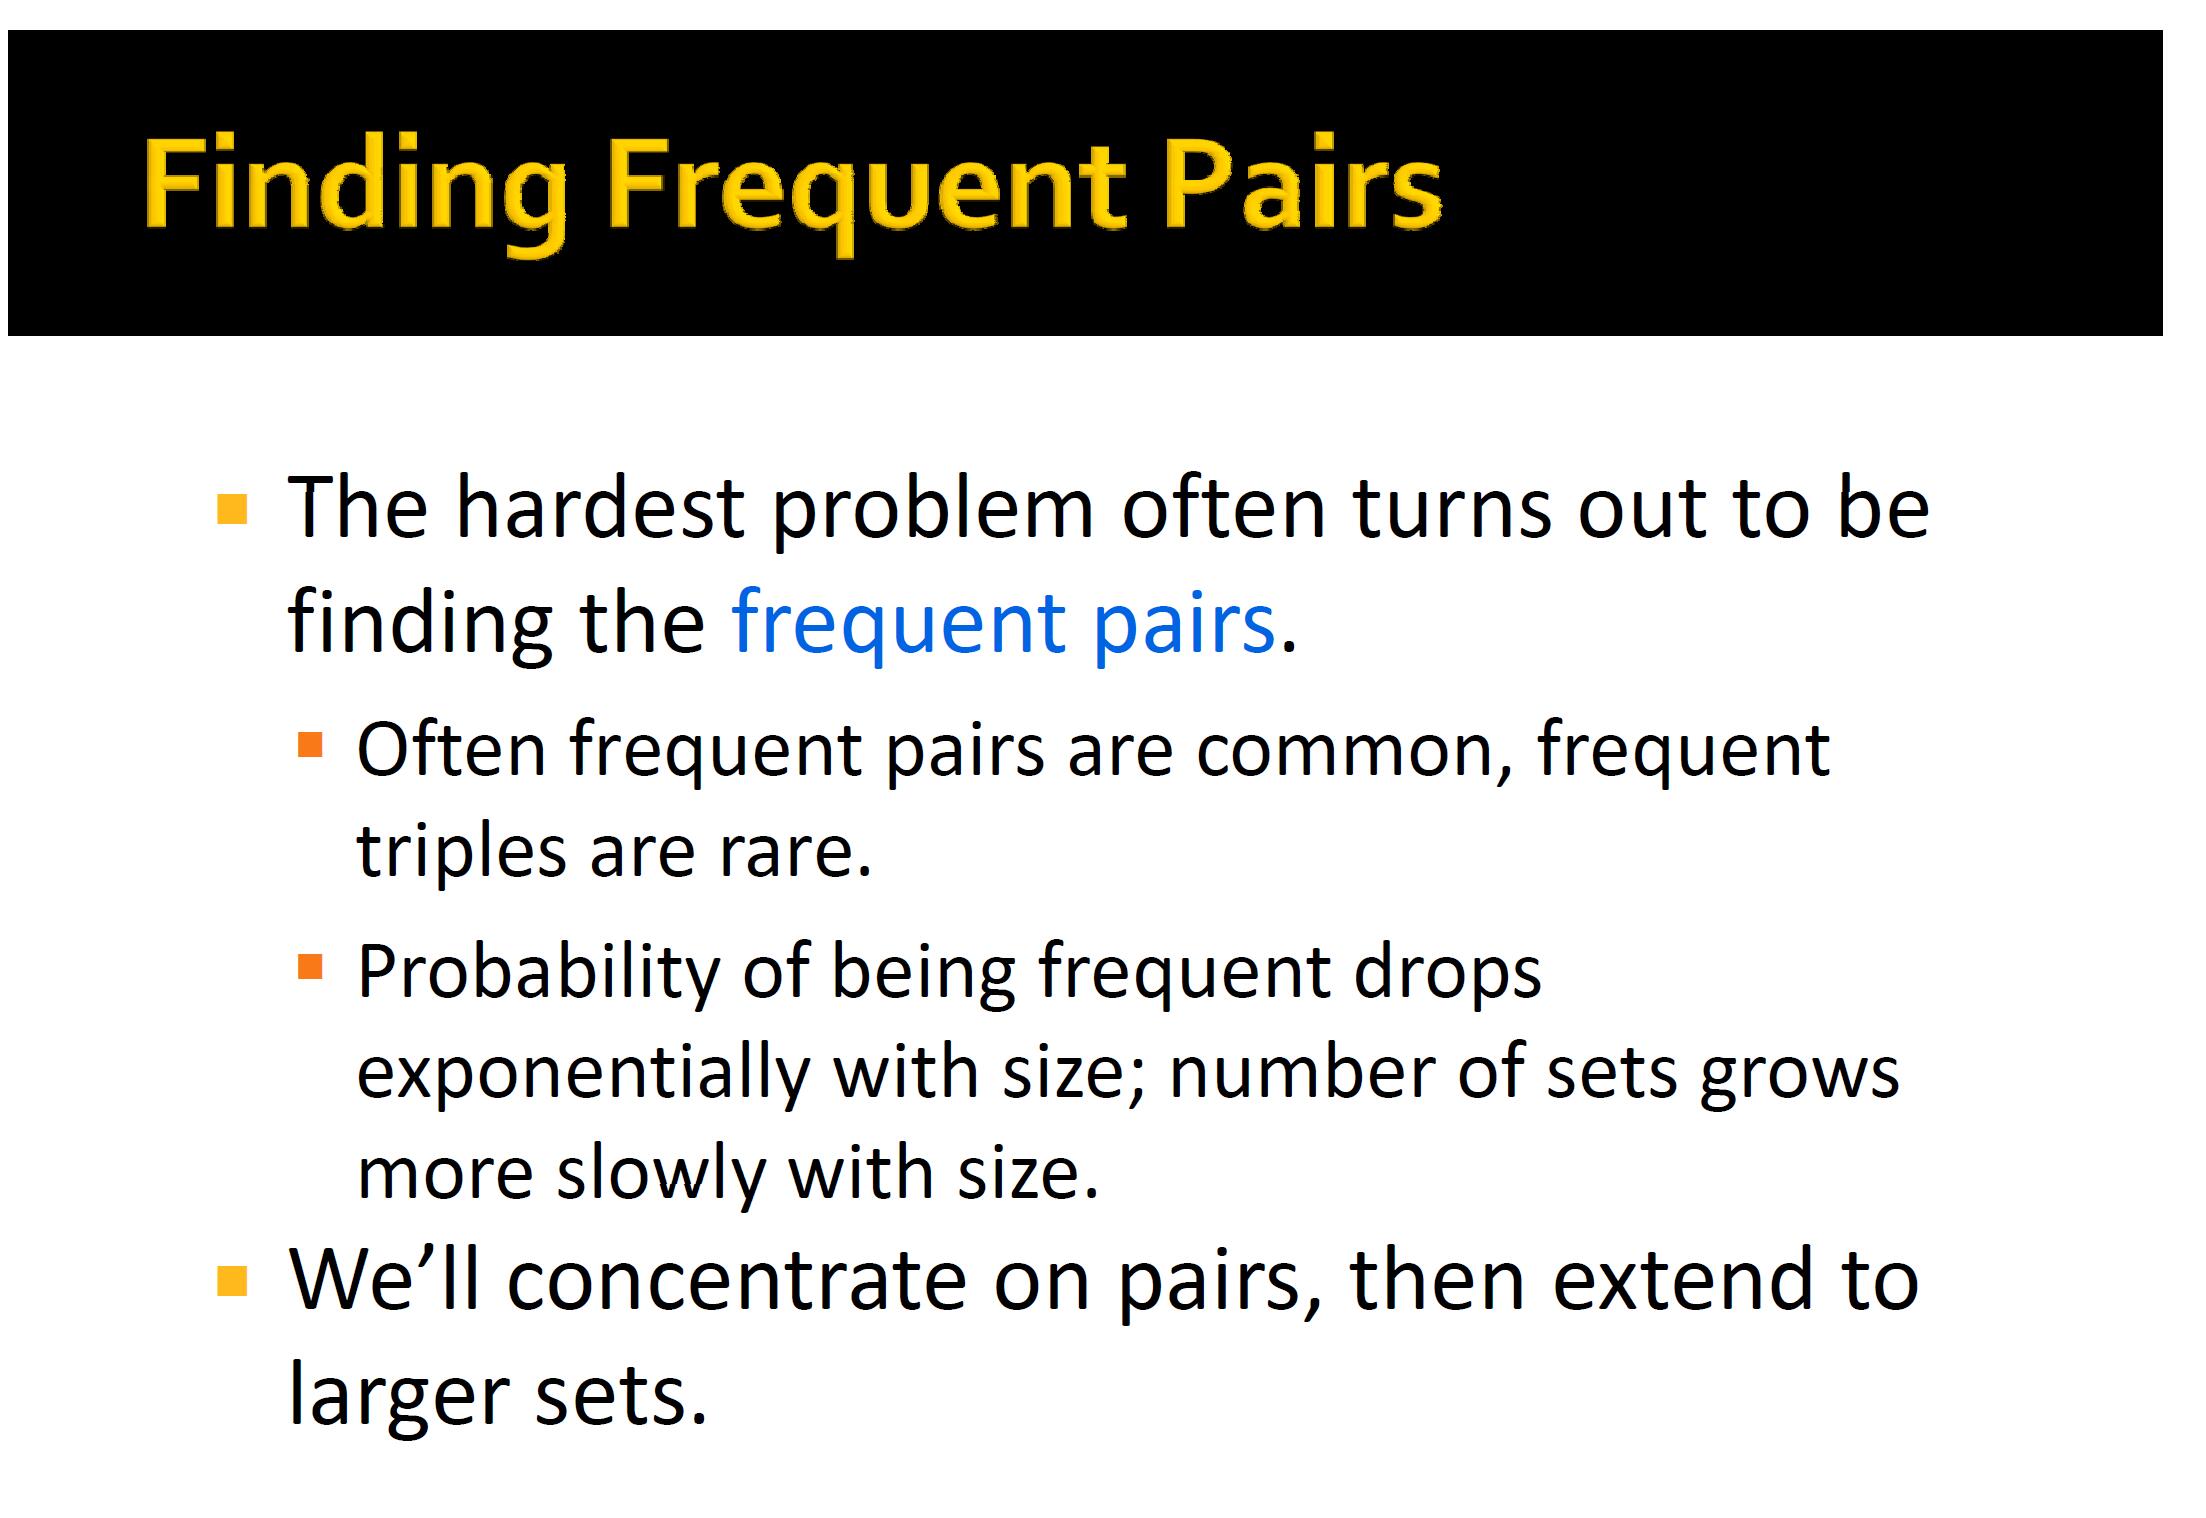 Finding Frequent Pairs
The hardest problem often turns out to be
finding the frequent pairs.
Often frequent pairs are common, frequent
triples are rare.
Probability of being frequent drops
exponentially with size; number of sets grows
more slowly with size.
We’ll concentrate on pairs, then extend to
larger sets.